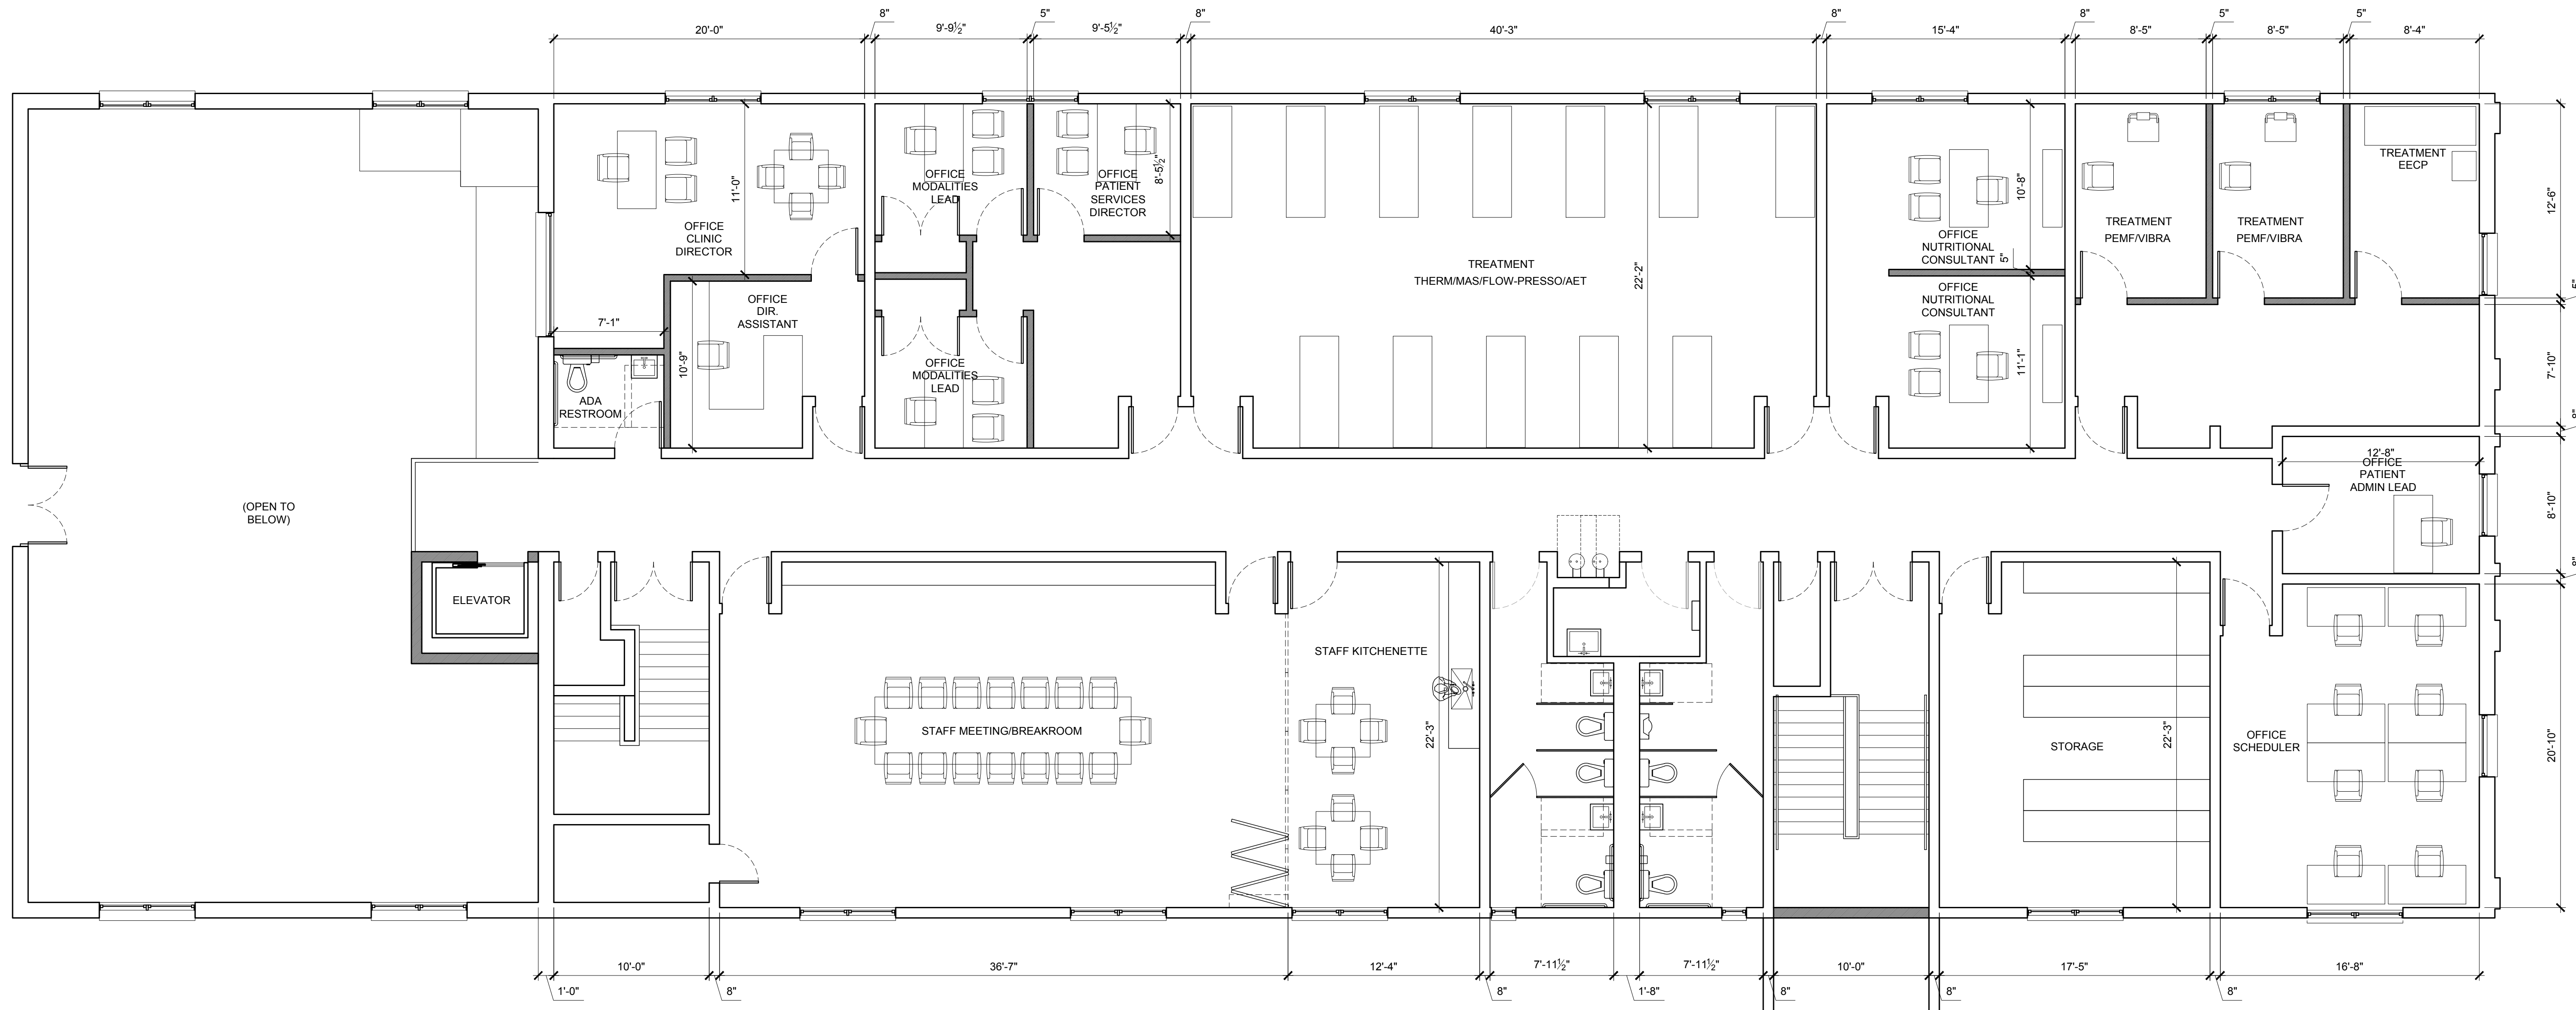 8"
5"
8"
8"
8"
5"
5"
20'-0"
9'-9½"
9'-5½"
40'-3"
15'-4"
8'-5"
8'-5"
8'-4"
11'-0"
OFFICE
CLINIC
DIRECTOR
OFFICE
MODALITIES
LEAD
OFFICE
PATIENT
SERVICES
DIRECTOR
8'-5½"
TREATMENT
THERM/MAS/FLOW-PRESSO/AET
22'-2"
10'-8"
OFFICE
NUTRITIONAL
CONSULTANT
5"
TREATMENT
PEMF/VIBRA
TREATMENT
PEMF/VIBRA
TREATMENT
EECP
12'-6"
5"
7'-1"
OFFICE
DIR.
ASSISTANT
10'-9"
ADA
RESTROOM
OFFICE
MODALITIES
LEAD
OFFICE
NUTRITIONAL
CONSULTANT
11'-1"
7'-10"
8"
12'-8"
OFFICE
PATIENT
ADMIN LEAD
8'-10"
8"
(OPEN TO
BELOW)
ELEVATOR
STAFF MEETING/BREAKROOM
STAFF KITCHENETTE
22'-3"
STORAGE
22'-3"
OFFICE
SCHEDULER
20'-10"
10'-0"
36'-7"
12'-4"
7'-11½"
7'-11½"
10'-0"
17'-5"
16'-8"
1'-0"
8"
8"
1'-8"
8"
8"
8"